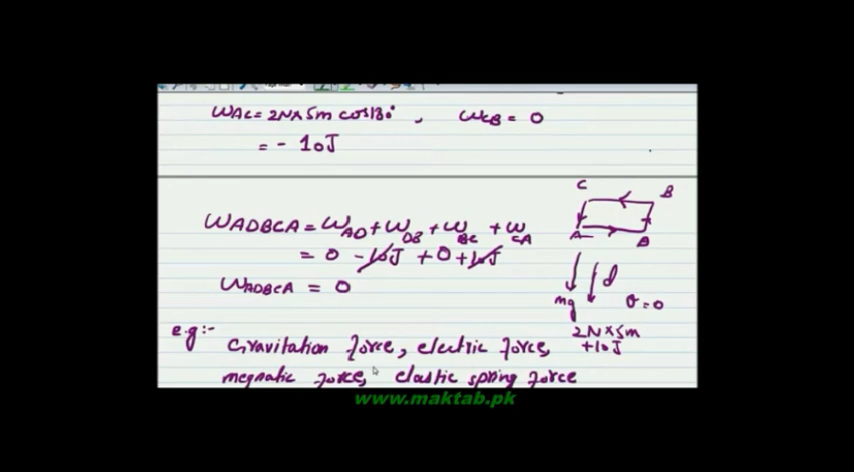 WAC = 2N x 5m cos180° , WCB = 0
= - 10J
C B
WADBCA = WAD + WDB + WBC + WCA
A D
= 0 - 10J + 0 + 10J
WADBCA = 0
mg d θ = 0
e.g:-
2N x 5m
+10J
Gravitation force, electric force,
megnatic force, elastic spring force
www.maktab.pk